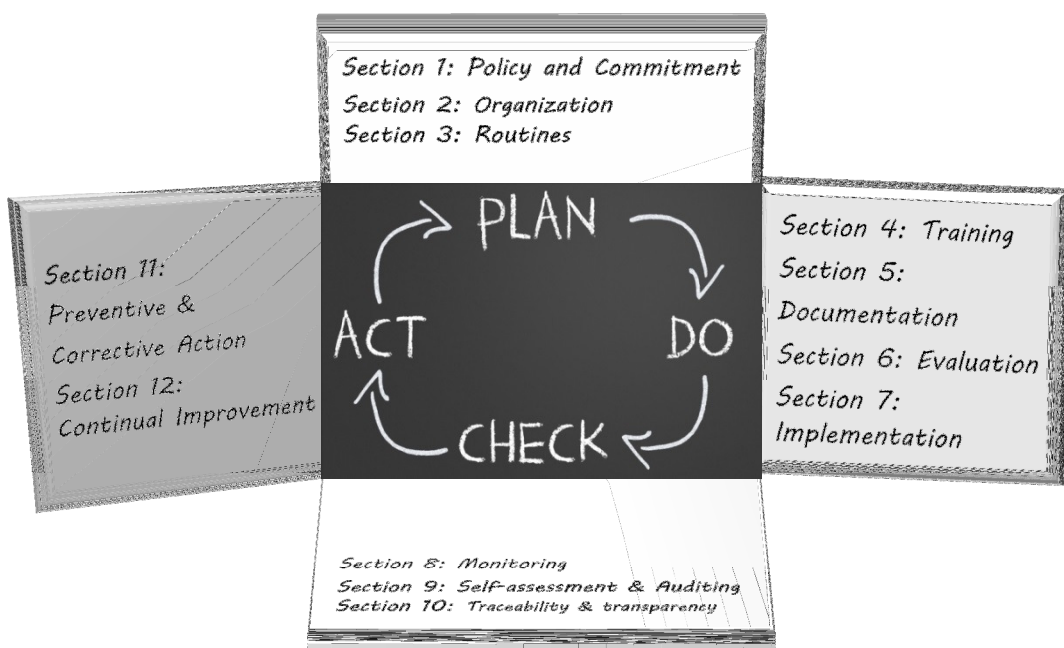 Section 1: Policy and Commitment
Section 2: Organization
Section 3: Routines
PLAN
DO
CHECK
ACT
Section 4: Training
Section 5:
Documentation
Section 6: Evaluation
Section 7:
Implementation
Section 8: Monitoring
Section 9: Self-assessment & Auditing
Section 10: Traceability & transparency
Section 11:
Preventive &
Corrective Action
Section 12:
Continual Improvement